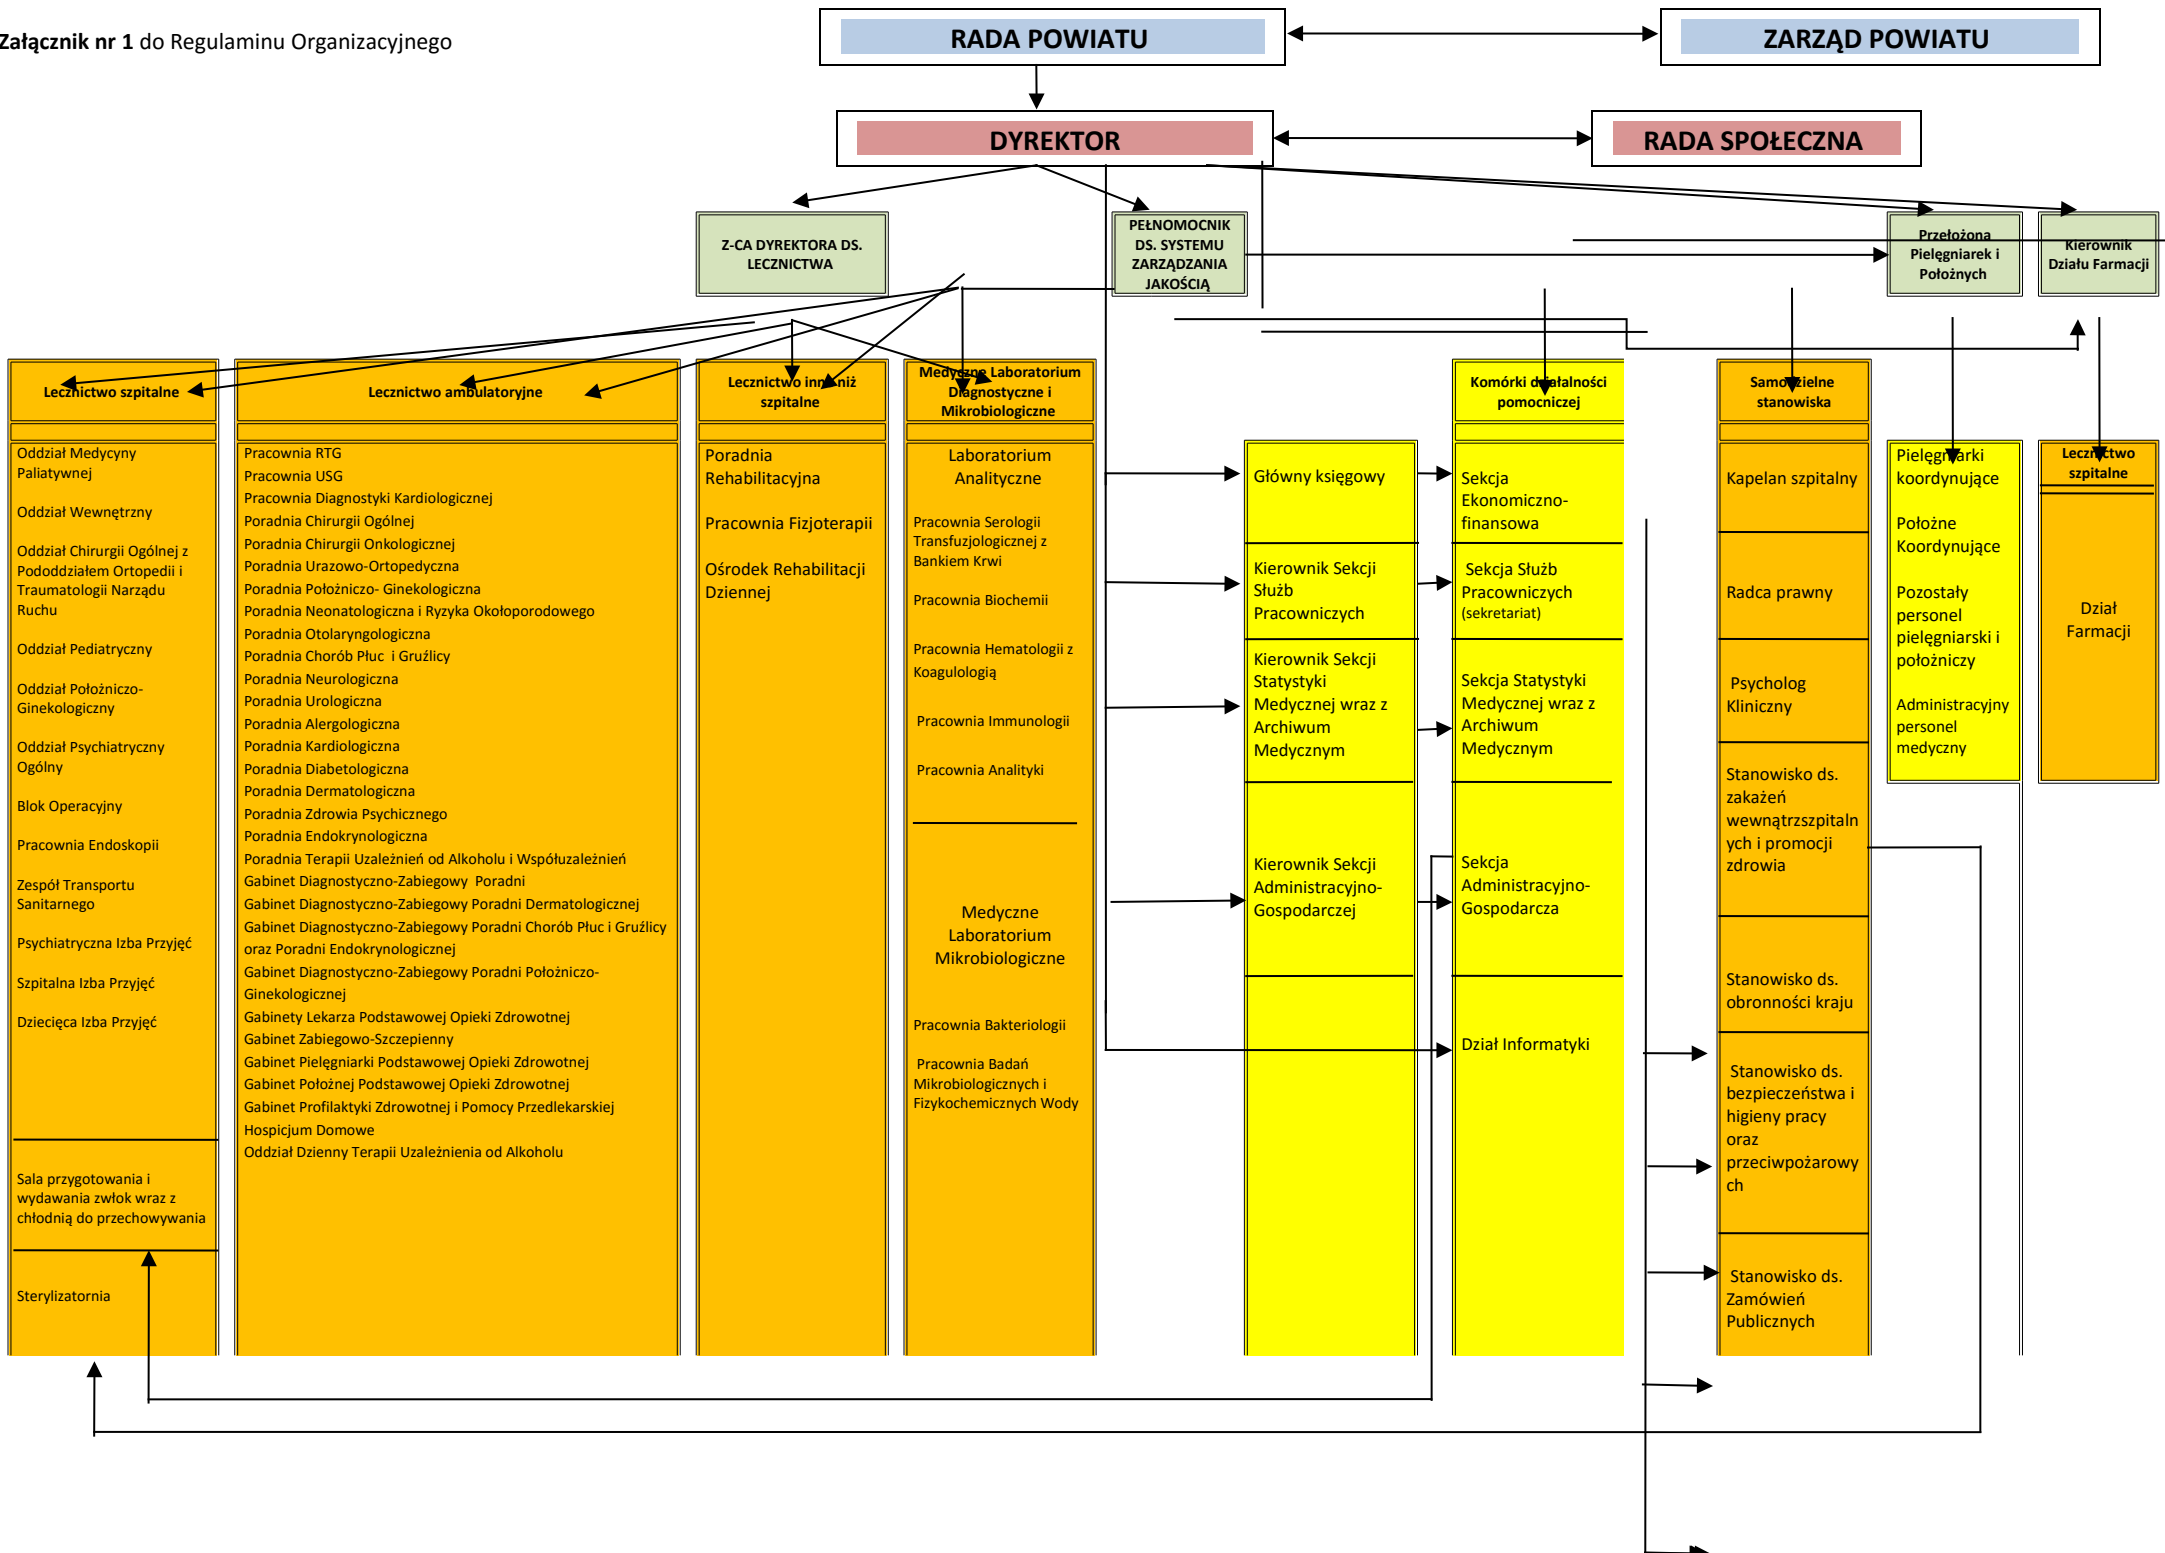 Załącznik nr 1 do Regulaminu Organizacyjnego
RADA POWIATU
ZARZĄD POWIATU
DYREKTOR
RADA SPOŁECZNA
Z-CA DYREKTORA DS.
LECZNICTWA
PEŁNOMOCNIK
DS. SYSTEMU
ZARZĄDZANIA
JAKOŚCIĄ
Przełożona
Pielęgniarek i
Położnych
Kierownik
Działu Farmacji
Lecznictwo szpitalne
Oddział Medycyny
Paliatywnej
Oddział Wewnętrzny
Oddział Chirurgii Ogólnej z
Pododdziałem Ortopedii i
Traumatologii Narządu
Ruchu
Oddział Pediatryczny
Oddział Położniczo-
Ginekologiczny
Oddział Psychiatryczny
Ogólny
Blok Operacyjny
Pracownia Endoskopii
Zespół Transportu
Sanitarnego
Psychiatryczna Izba Przyjęć
Szpitalna Izba Przyjęć
Dziecięca Izba Przyjęć
Sala przygotowania i
wydawania zwłok wraz z
chłodnią do przechowywania
Sterylizatornia
Lecznictwo ambulatoryjne
Pracownia RTG
Pracownia USG
Pracownia Diagnostyki Kardiologicznej
Poradnia Chirurgii Ogólnej
Poradnia Chirurgii Onkologicznej
Poradnia Urazowo-Ortopedyczna
Poradnia Położniczo- Ginekologiczna
Poradnia Neonatologiczna i Ryzyka Okołoporodowego
Poradnia Otolaryngologiczna
Poradnia Chorób Płuc i Gruźlicy
Poradnia Neurologiczna
Poradnia Urologiczna
Poradnia Alergologiczna
Poradnia Kardiologiczna
Poradnia Diabetologiczna
Poradnia Dermatologiczna
Poradnia Zdrowia Psychicznego
Poradnia Endokrynologiczna
Poradnia Terapii Uzależnień od Alkoholu i Współuzależnień
Gabinet Diagnostyczno-Zabiegowy Poradni
Gabinet Diagnostyczno-Zabiegowy Poradni Dermatologicznej
Gabinet Diagnostyczno-Zabiegowy Poradni Chorób Płuc i Gruźlicy
oraz Poradni Endokrynologicznej
Gabinet Diagnostyczno-Zabiegowy Poradni Położniczo-
Ginekologicznej
Gabinety Lekarza Podstawowej Opieki Zdrowotnej
Gabinet Zabiegowo-Szczepienny
Gabinet Pielęgniarki Podstawowej Opieki Zdrowotnej
Gabinet Położnej Podstawowej Opieki Zdrowotnej
Gabinet Profilaktyki Zdrowotnej i Pomocy Przedlekarskiej
Hospicjum Domowe
Oddział Dzienny Terapii Uzależnienia od Alkoholu
Lecznictwo inne niż
szpitalne
Poradnia
Rehabilitacyjna
Pracownia Fizjoterapii
Ośrodek Rehabilitacji
Dziennej
Medyczne Laboratorium
Diagnostyczne i
Mikrobiologiczne
Laboratorium
Analityczne
Pracownia Serologii
Transfuzjologicznej z
Bankiem Krwi
Pracownia Biochemii
Pracownia Hematologii z
Koagulologią
Pracownia Immunologii
Pracownia Analityki
Medyczne
Laboratorium
Mikrobiologiczne
Pracownia Bakteriologii
Pracownia Badań
Mikrobiologicznych i
Fizykochemicznych Wody
Główny księgowy
Kierownik Sekcji
Służb
Pracowniczych
Kierownik Sekcji
Statystyki
Medycznej wraz z
Archiwum
Medycznym
Kierownik Sekcji
Administracyjno-
Gospodarczej
Komórki działalności
pomocniczej
Sekcja
Ekonomiczno-
finansowa
Sekcja Służb
Pracowniczych
(sekretariat)
Sekcja Statystyki
Medycznej wraz z
Archiwum
Medycznym
Sekcja
Administracyjno-
Gospodarcza
Dział Informatyki
Samodzielne
stanowiska
Kapelan szpitalny
Radca prawny
Psycholog
Kliniczny
Stanowisko ds.
zakażeń
wewnątrzszpitaln
ych i promocji
zdrowia
Stanowisko ds.
obronności kraju
Stanowisko ds.
bezpieczeństwa i
higieny pracy
oraz
przeciwpożarowy
ch
Stanowisko ds.
Zamówień
Publicznych
Pielęgniarki
koordynujące
Położne
Koordynujące
Pozostały
personel
pielęgniarski i
położniczy
Administracyjny
personel
medyczny
Lecznictwo
szpitalne
Dział
Farmacji